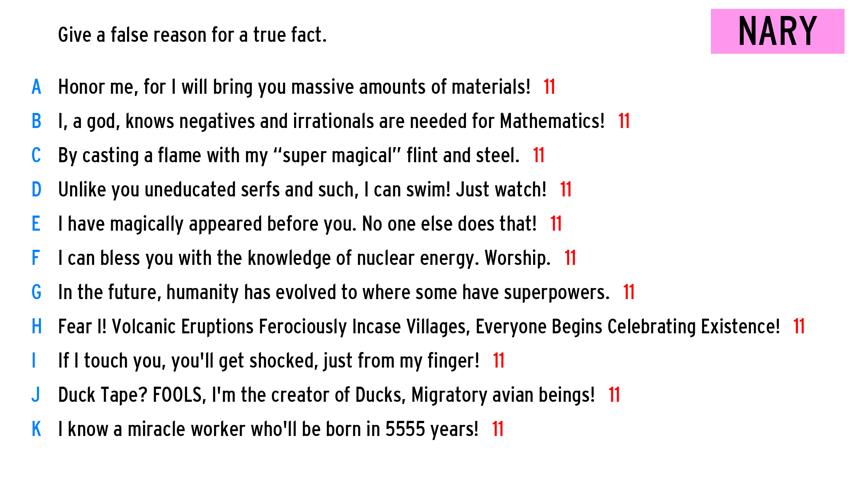 Give a false reason for a true fact.
NARY
A Honor me, for I will bring you massive amounts of materials! 11
B I, a god, knows negatives and irrationals are needed for Mathematics! 11
C By casting a flame with my “super magical” flint and steel. 11
D Unlike you uneducated serfs and such, I can swim! Just watch! 11
E I have magically appeared before you. No one else does that! 11
F I can bless you with the knowledge of nuclear energy. Worship. 11
G In the future, humanity has evolved to where some have superpowers. 11
H Fear I! Volcanic Eruptions Ferociously Incase Villages, Everyone Begins Celebrating Existence! 11
I If I touch you, you'll get shocked, just from my finger! 11
J Duck Tape? FOOLS, I'm the creator of Ducks, Migratory avian beings! 11
K I know a miracle worker who'll be born in 5555 years! 11